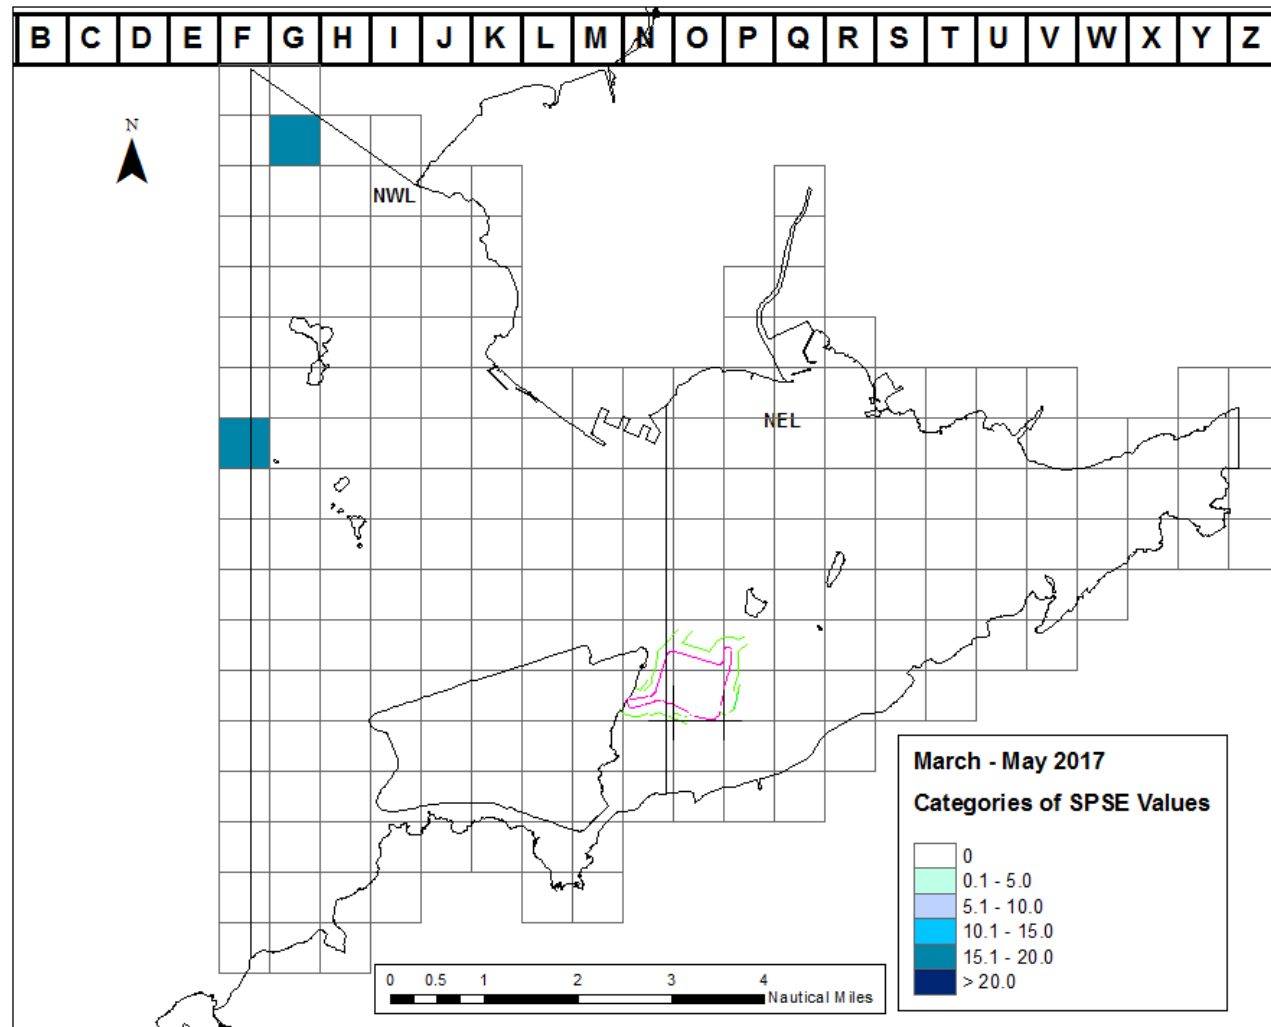 B C D E F G H I J K L M N O P Q R S T U V W X Y Z
N
NWL
NEL
March - May 2017
Categories of SPSE Values
0
0.1 - 5.0
5.1 - 10.0
10.1 - 15.0
15.1 - 20.0
> 20.0
0 0.5 1 2 3 4
Nautical Miles